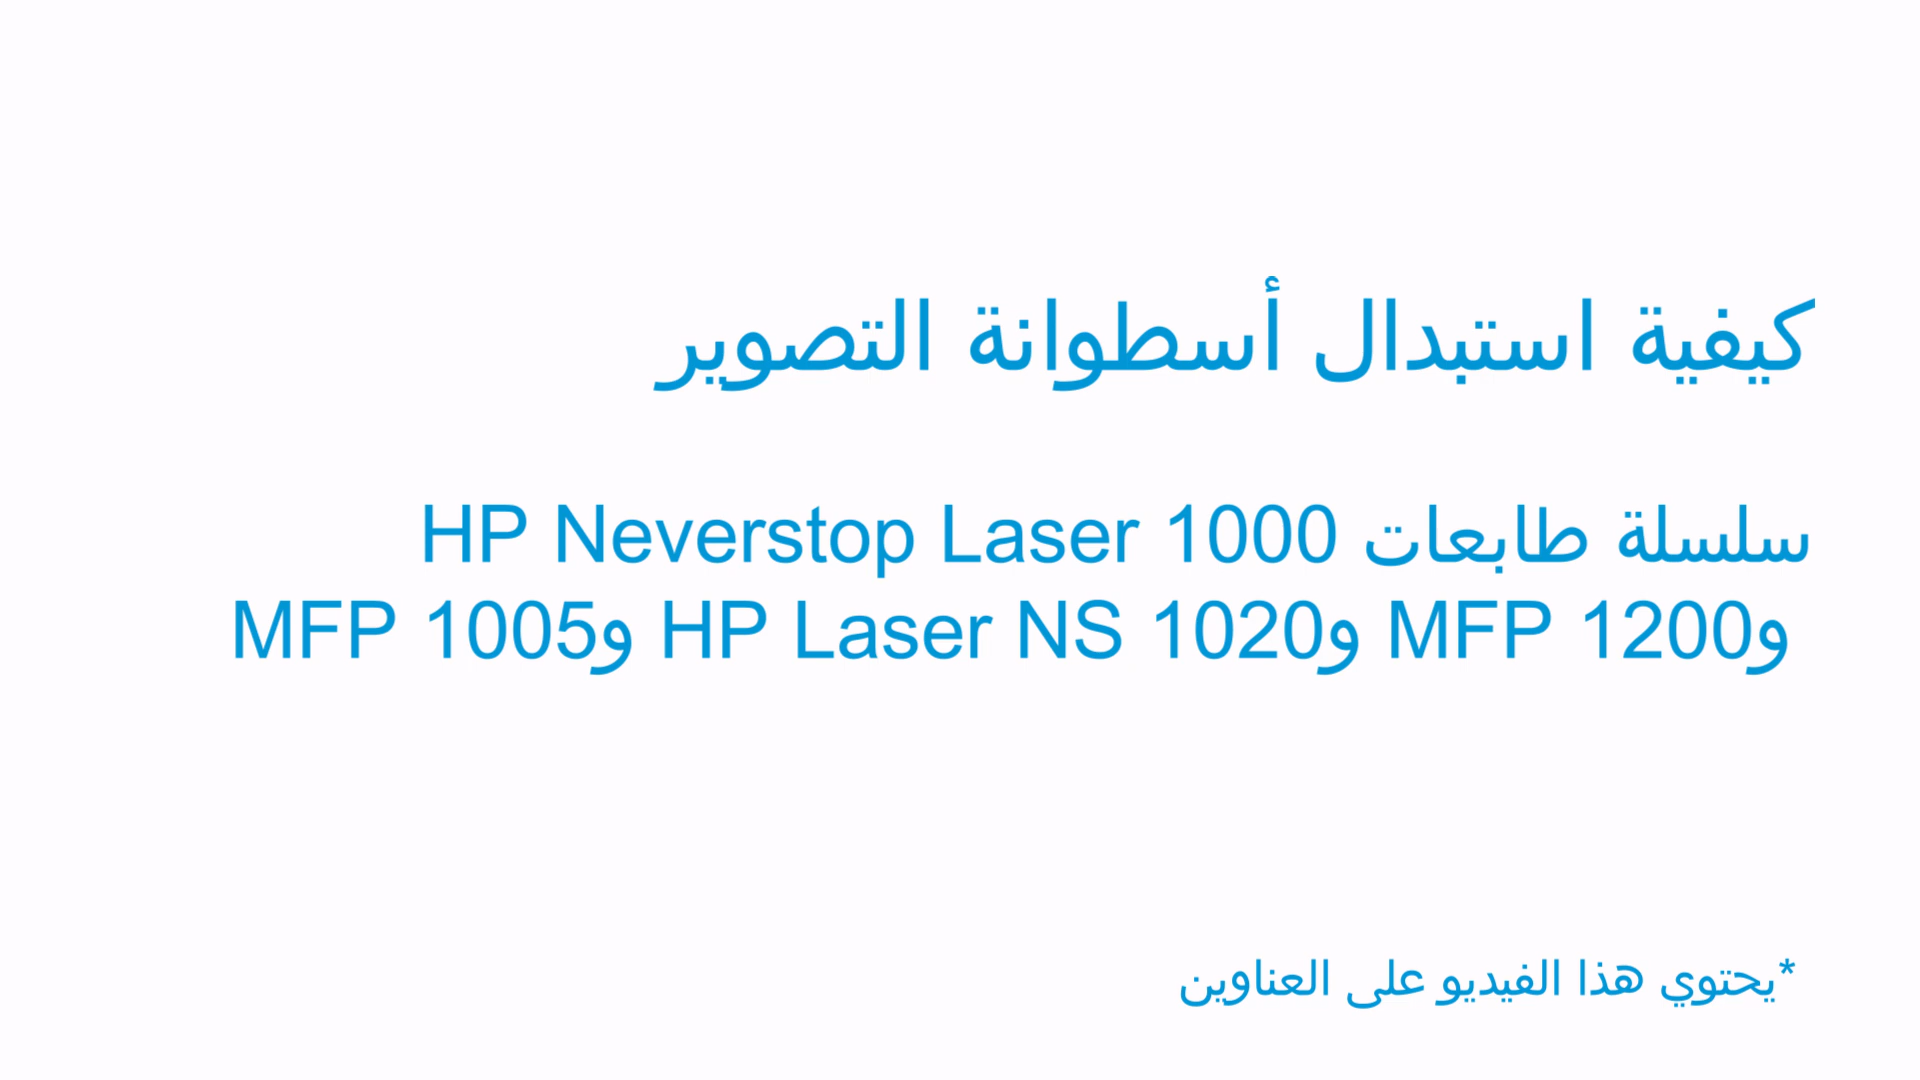 كيفية استبدال أسطوانة التصوير
سلسلة طابعات HP Neverstop Laser 1000
وMFP 1200 وHP Laser NS 1020 وMFP 1005
*يحتوي هذا الفيديو على العناوين